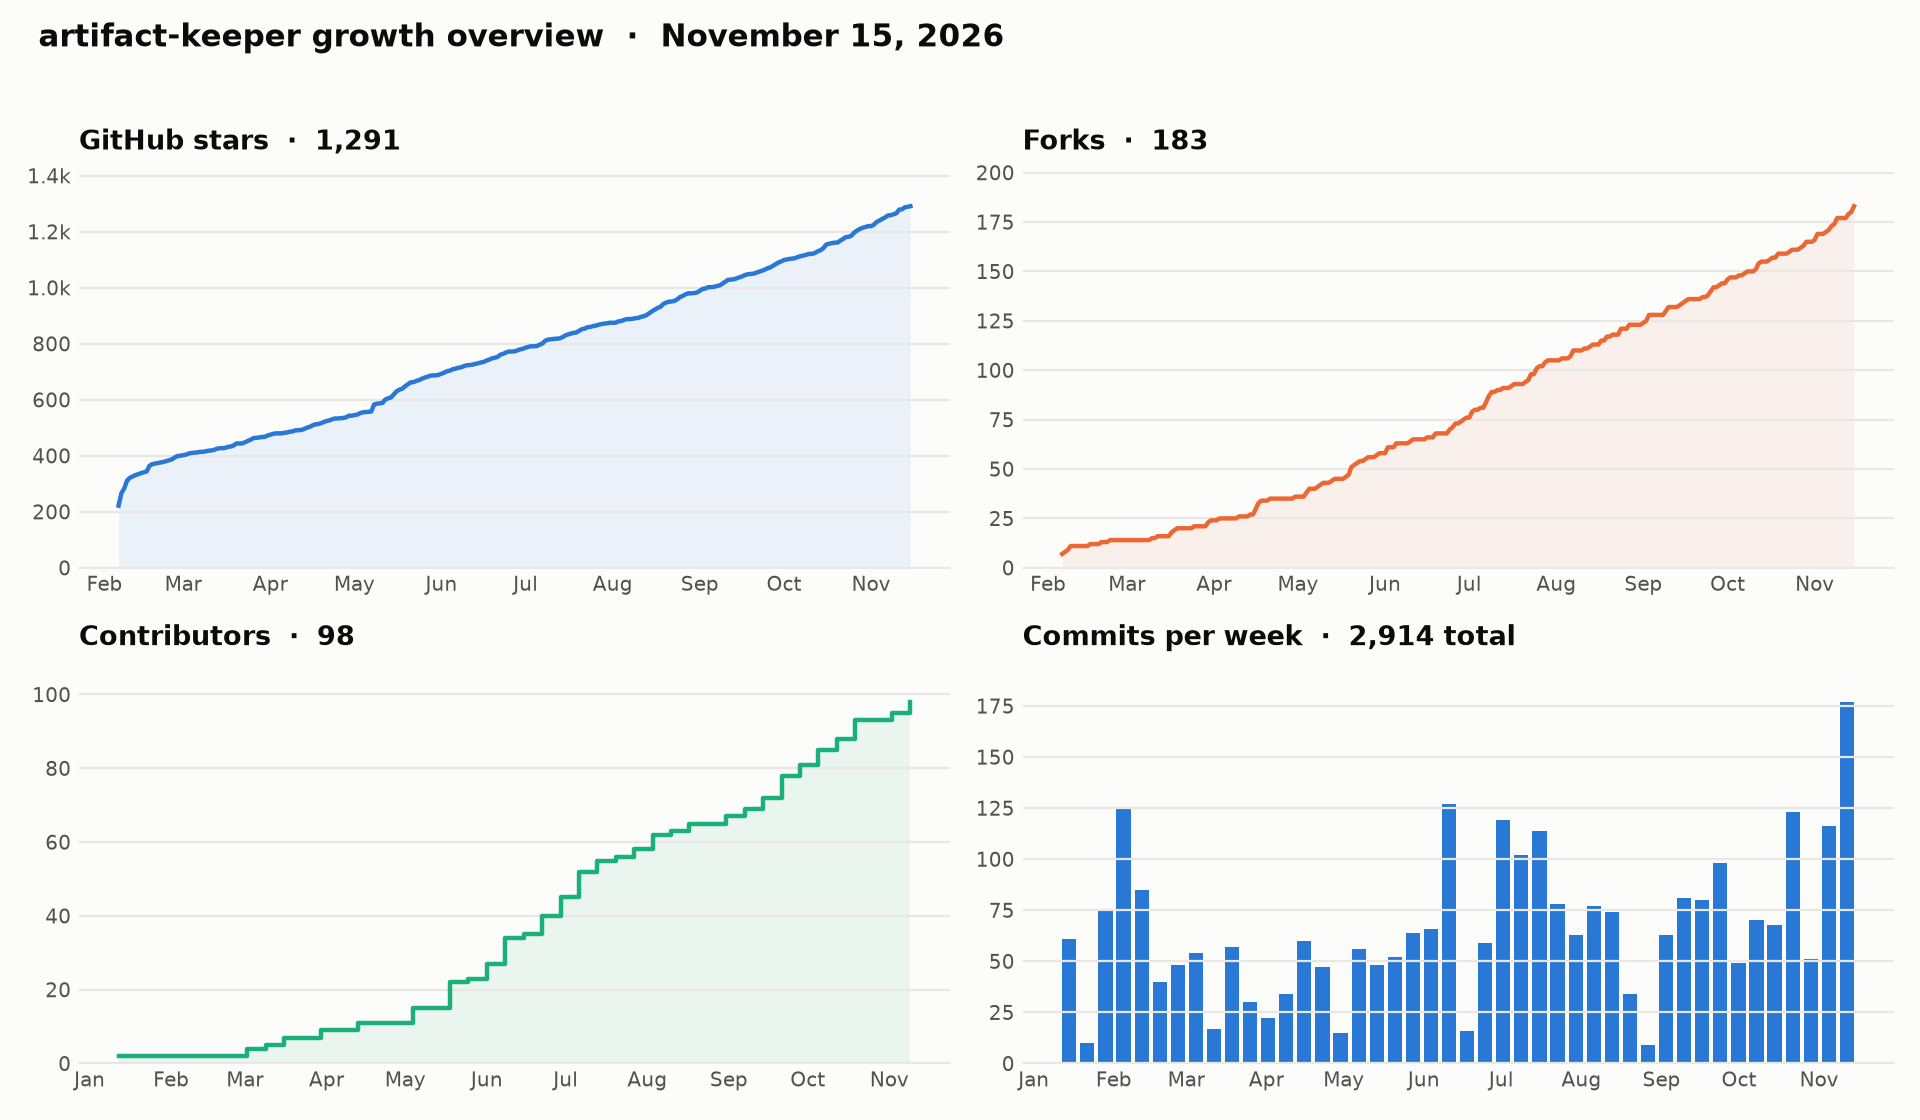 artifact-keeper growth overview · November 15, 2026
GitHub stars · 1,291
1.4k
1.2k
1.0k
800
600
400
200
0
Feb Mar Apr May Jun Jul Aug Sep Oct Nov
Forks · 183
200
175
150
125
100
75
50
25
0
Feb Mar Apr May Jun Jul Aug Sep Oct Nov
Contributors · 98
100
80
60
40
20
0
Jan Feb Mar Apr May Jun Jul Aug Sep Oct Nov
Commits per week · 2,914 total
175
150
125
100
75
50
25
0
Jan Feb Mar Apr May Jun Jul Aug Sep Oct Nov